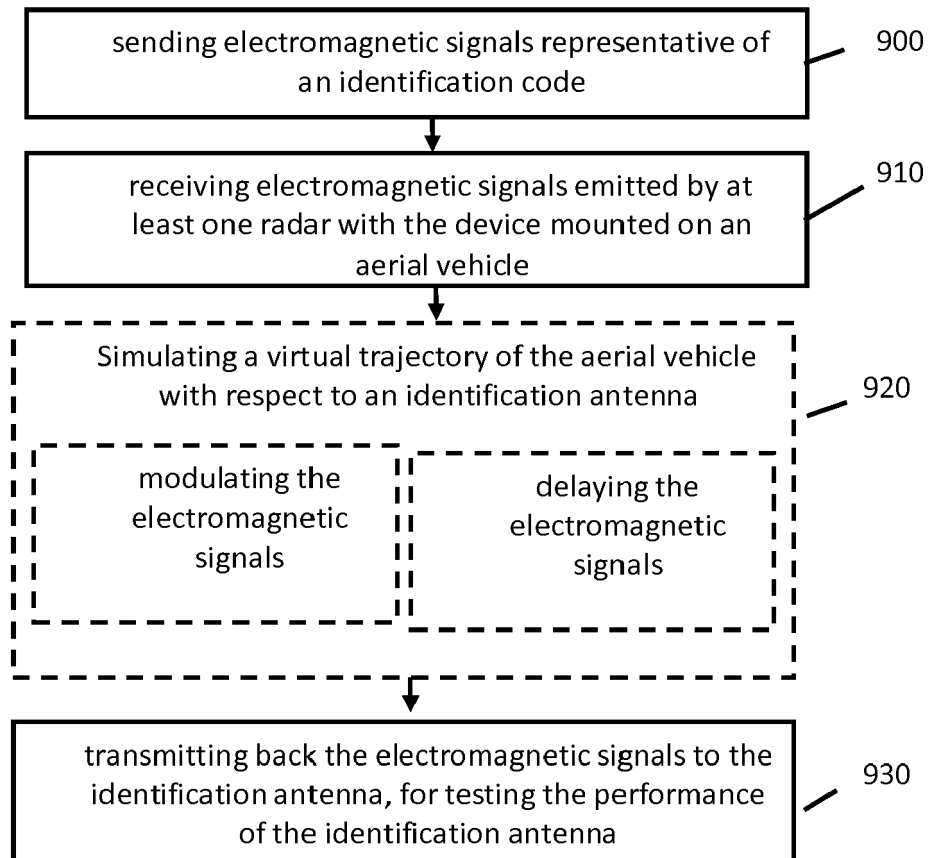 sending electromagnetic signals representative of
an identification code
900
receiving electromagnetic signals emitted by at
least one radar with the device mounted on an
aerial vehicle
910
Simulating a virtual trajectory of the aerial vehicle
with respect to an identification antenna
920
modulating the
electromagnetic
signals
delaying the
electromagnetic
signals
transmitting back the electromagnetic signals to the
identification antenna, for testing the performance
of the identification antenna
930